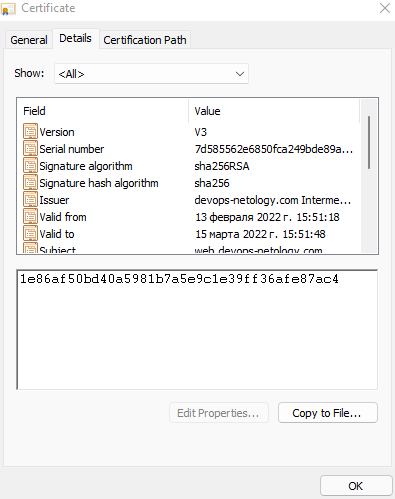 Certificate
General Details Certification Path
Show: <All>
Field Value
Version V3
Serial number 7d585562e6850fca249bde89a...
Signature algorithm sha256RSA
Signature hash algorithm sha256
Issuer devops-netology.com Interme...
Valid from 13 февраля 2022 г. 15:51:18
Valid to 15 марта 2022 г. 15:51:48
Subject web.devops-netology.com
1e86af50bd40a5981b7a5e9c1e39ff36afe87ac4
Edit Properties... Copy to File...
OK